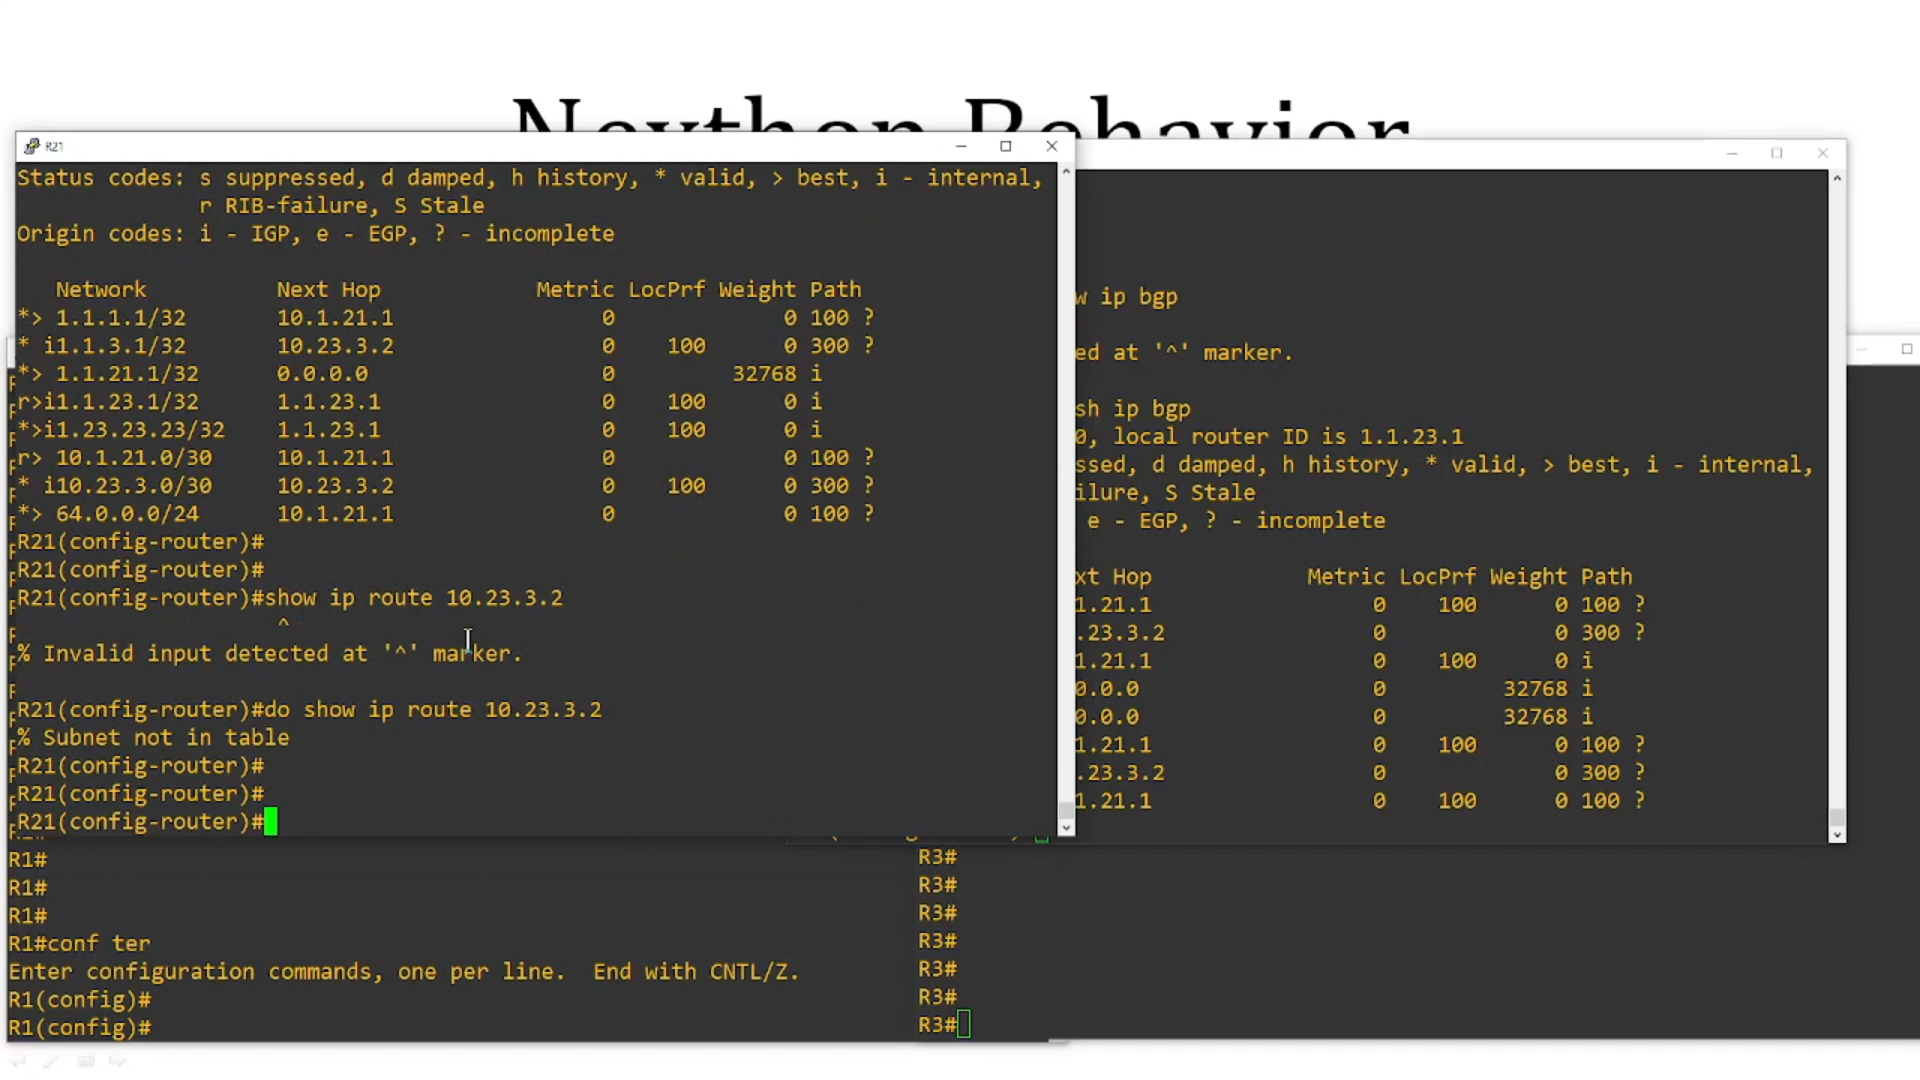 Nexthop Behavior
R21
Status codes: s suppressed, d damped, h history, * valid, > best, i - internal,
r RIB-failure, S Stale
Origin codes: i - IGP, e - EGP, ? - incomplete
Network Next Hop Metric LocPrf Weight Path
*> 1.1.1.1/32 10.1.21.1 0 0 100 ?
* i1.1.3.1/32 10.23.3.2 0 100 0 300 ?
*> 1.1.21.1/32 0.0.0.0 0 32768 i
r>i1.1.23.1/32 1.1.23.1 0 100 0 i
*>i1.23.23.23/32 1.1.23.1 0 100 0 i
r> 10.1.21.0/30 10.1.21.1 0 0 100 ?
* i10.23.3.0/30 10.23.3.2 0 100 0 300 ?
*> 64.0.0.0/24 10.1.21.1 0 0 100 ?
R21(config-router)#
R21(config-router)#
R21(config-router)#show ip route 10.23.3.2
^
% Invalid input detected at '^' marker.
R21(config-router)#do show ip route 10.23.3.2
% Subnet not in table
R21(config-router)#
R21(config-router)#
R21(config-router)#
w ip bgp
ed at '^' marker.
sh ip bgp
0, local router ID is 1.1.23.1
ssed, d damped, h history, * valid, > best, i - internal,
ilure, S Stale
e - EGP, ? - incomplete
xt Hop Metric LocPrf Weight Path
1.21.1 0 100 0 100 ?
.23.3.2 0 0 300 ?
1.21.1 0 100 0 i
0.0.0 0 32768 i
0.0.0 0 32768 i
1.21.1 0 100 0 100 ?
.23.3.2 0 0 300 ?
1.21.1 0 100 0 100 ?
R1#
R1#
R1#
R1#conf ter
Enter configuration commands, one per line. End with CNTL/Z.
R1(config)#
R1(config)#
R3#
R3#
R3#
R3#
R3#
R3#
R3#